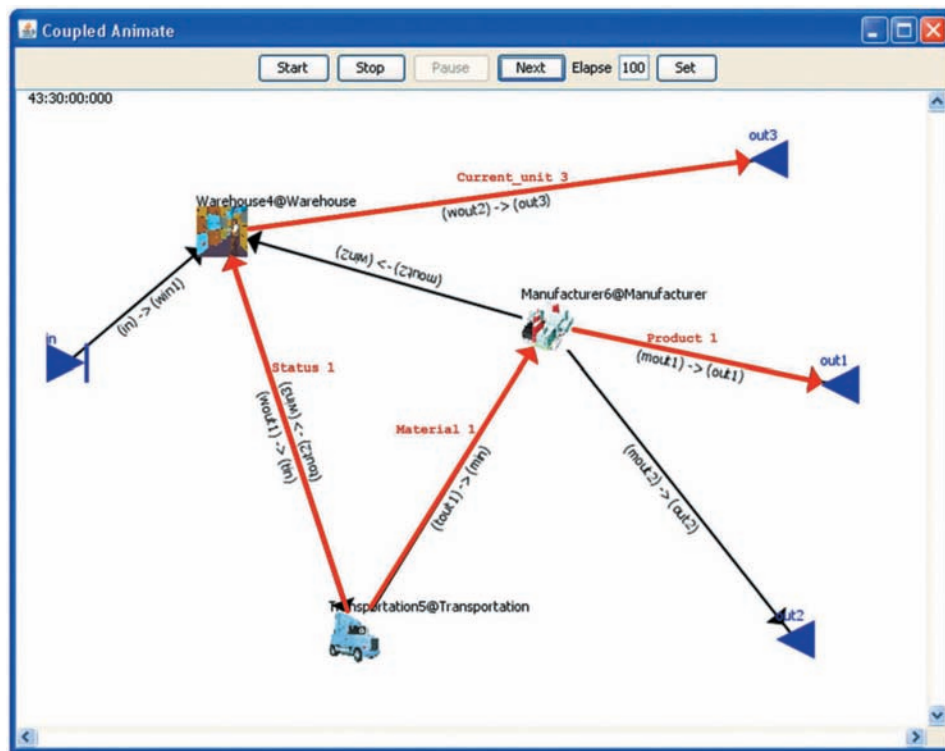 Coupled Animate
Start Stop Pause Next Elapse 100 Set
43:30:00:000
out3
Current_unit 3
(wout2) -> (out3)
Warehouse4@Warehouse
(mout2) -> (win2)
(in) -> (win1)
Manufacturer6@Manufacturer
in
Product 1
(mout1) -> (out1)
out1
Status 1
(tout2) -> (win3)
(wout1) -> (tin)
Material 1
(tout1) -> (min)
(mout2) -> (out2)
Transportation5@Transportation
out2